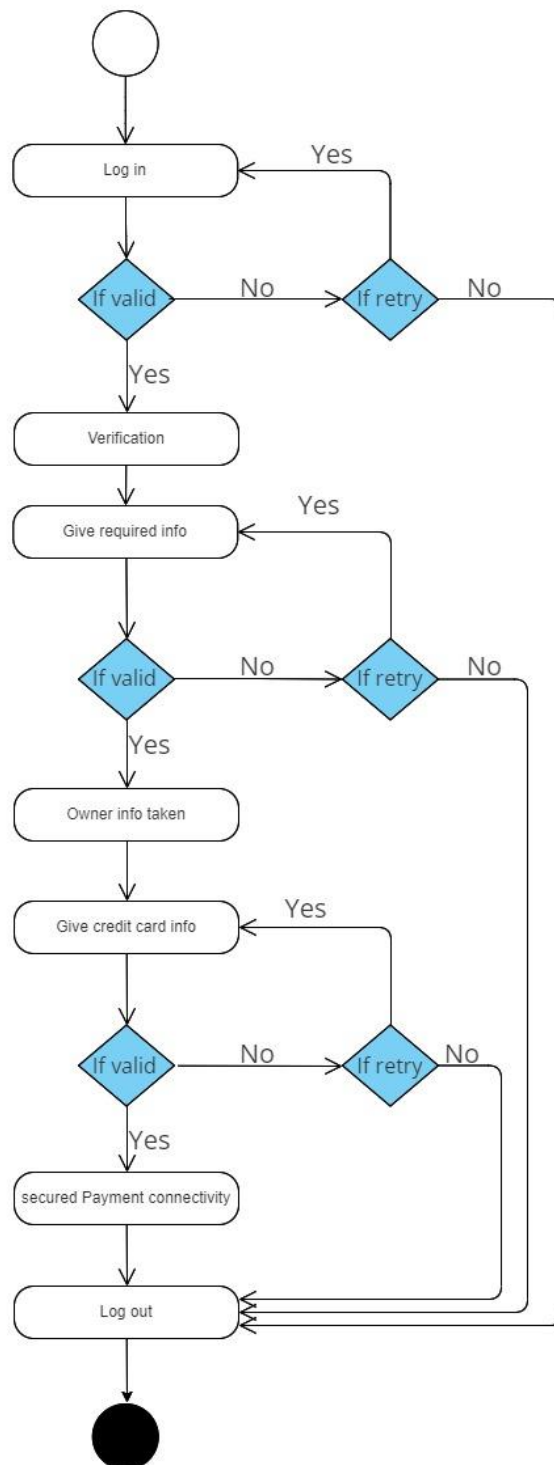 Yes
Log in
If valid
No
If retry
No
Yes
Verification
Yes
Give required info
If valid
No
If retry
No
Yes
Owner info taken
Yes
Give credit card info
If valid
No
If retry
No
Yes
secured Payment connectivity
Log out